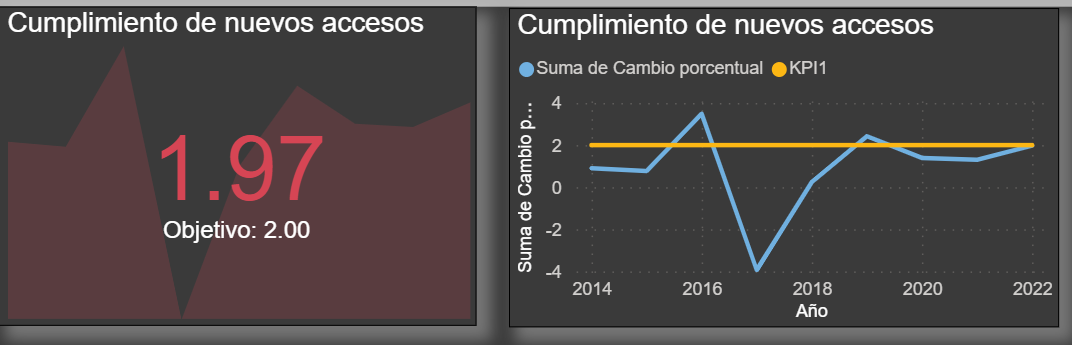 Cumplimiento de nuevos accesos
1.97
Objetivo: 2.00
Cumplimiento de nuevos accesos
Suma de Cambio porcentual KPI1
Suma de Cambio p...
4
2
0
-2
-4
2014 2016 2018 2020 2022
Año